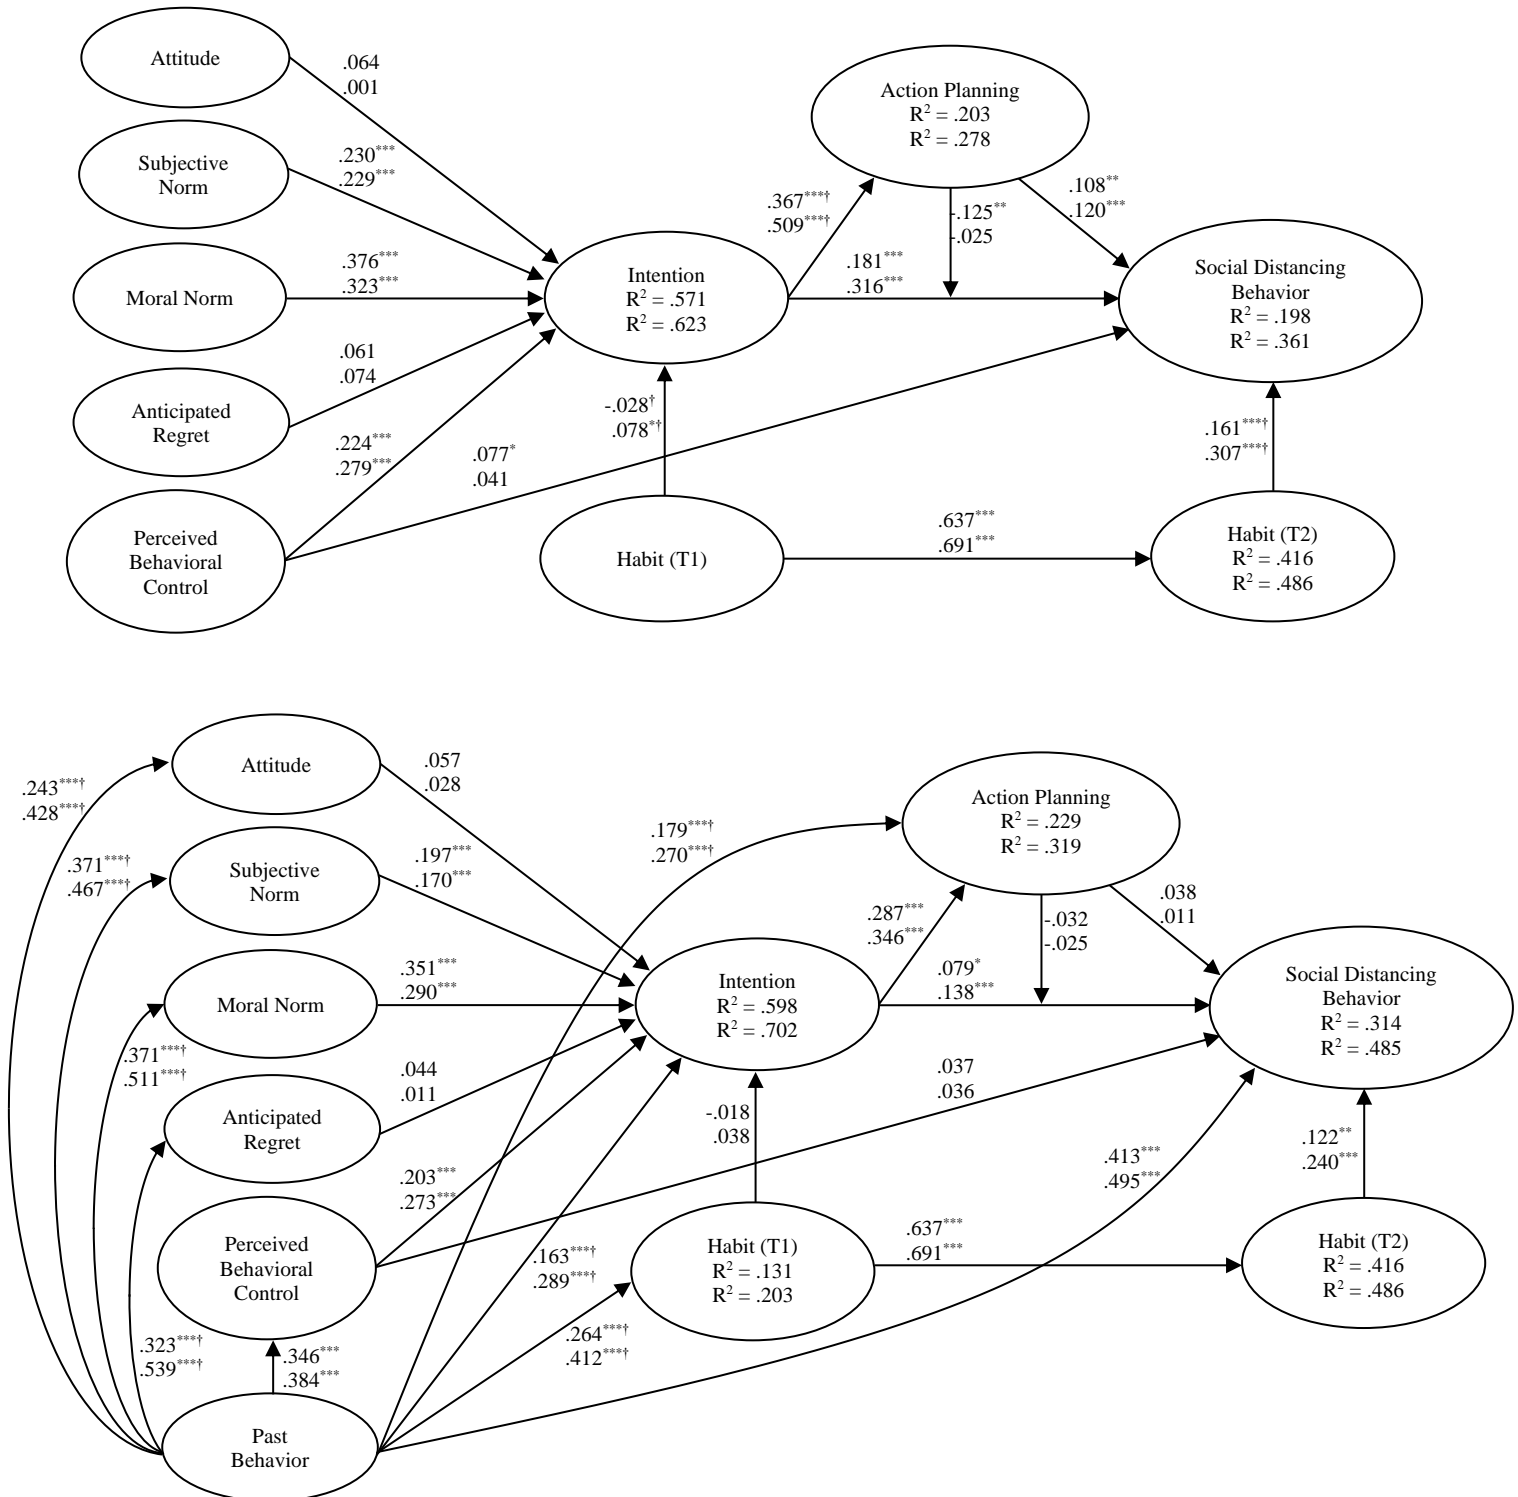 Attitude
.064
.001
Subjective
Norm
.230***
.229***
Moral Norm
.376***
.323***
Anticipated
Regret
.061
.074
Perceived
Behavioral
Control
.224***
.279***
.077*
.041
Intention
R² = .571
R² = .623
-.028†
.078*†
Habit (T1)
Action Planning
R² = .203
R² = .278
.367***†
.509***†
-.125**
-.025
.108**
.120***
.181***
.316***
Social Distancing
Behavior
R² = .198
R² = .361
.161***†
.307***†
.637***
.691***
Habit (T2)
R² = .416
R² = .486
Attitude
.057
.028
.243***†
.428***†
Subjective
Norm
.371***†
.467***†
.197***
.170***
Moral Norm
.371***†
.511***†
.351***
.290***
Anticipated
Regret
.044
.011
.323***†
.539***†
Perceived
Behavioral
Control
.203***
.273***
.346***
.384***
Past
Behavior
.179***†
.270***†
Intention
R² = .598
R² = .702
.163***†
.289***†
-.018
.038
Habit (T1)
R² = .131
R² = .203
.264***†
.412***†
Action Planning
R² = .229
R² = .319
.287***
.346***
-.032
-.025
.038
.011
.079*
.138***
.037
.036
Social Distancing
Behavior
R² = .314
R² = .485
.413***
.495***
.122**
.240***
.637***
.691***
Habit (T2)
R² = .416
R² = .486